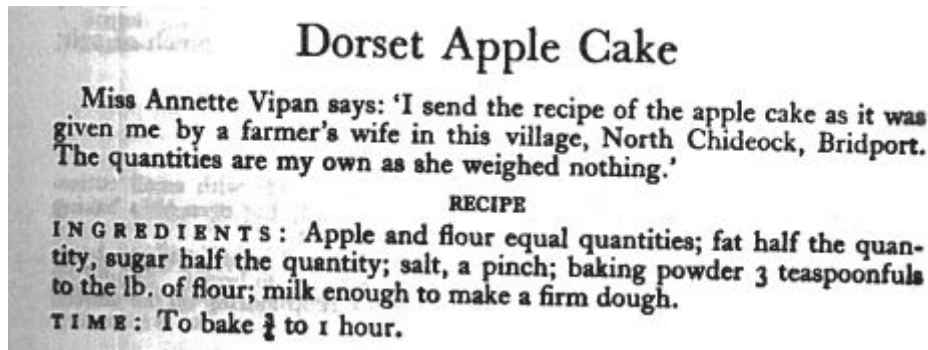 Dorset Apple Cake
Miss Annette Vipan says: ‘I send the recipe of the apple cake as it was
given me by a farmer’s wife in this village, North Chideock, Bridport.
The quantities are my own as she weighed nothing.’
RECIPE
INGREDIENTS: Apple and flour equal quantities; fat half the quan-
tity, sugar half the quantity; salt, a pinch; baking powder 3 teaspoonfuls
to the lb. of flour; milk enough to make a firm dough.
TIME: To bake ¾ to 1 hour.